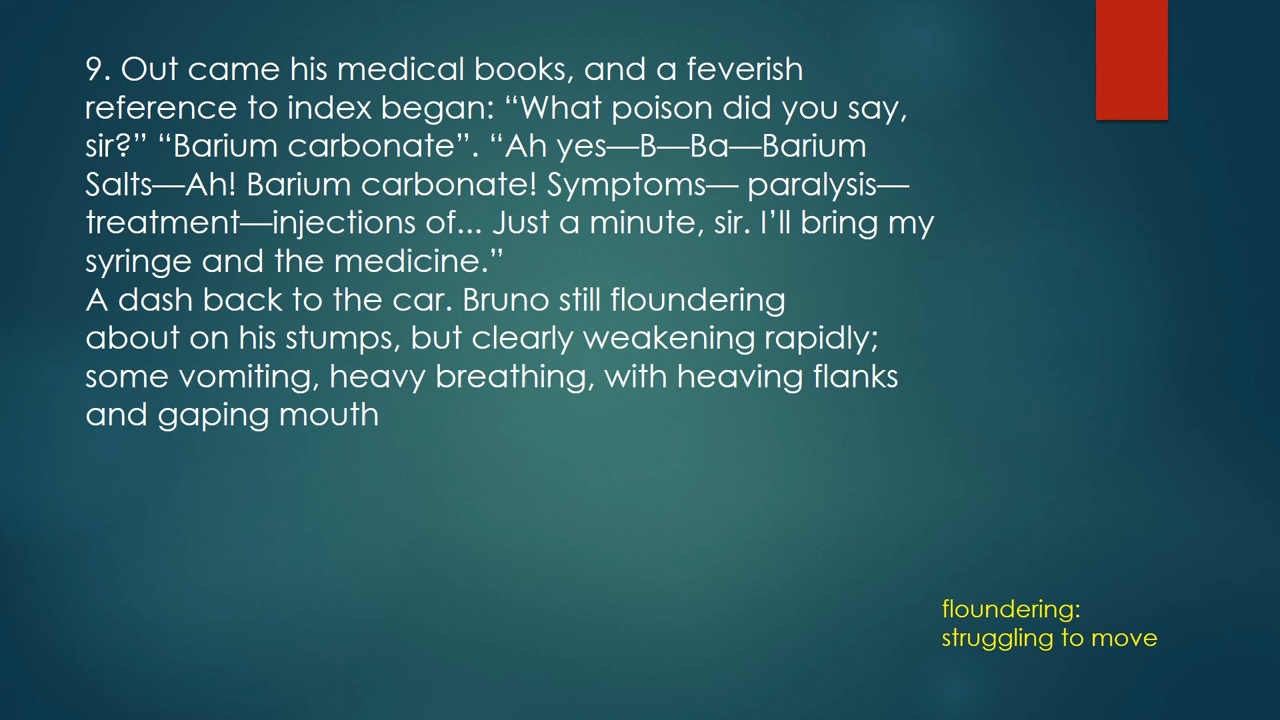 9. Out came his medical books, and a feverish
reference to index began: “What poison did you say,
sir?” “Barium carbonate”. “Ah yes—B—Ba—Barium
Salts—Ah! Barium carbonate! Symptoms— paralysis—
treatment—injections of... Just a minute, sir. I’ll bring my
syringe and the medicine.”
A dash back to the car. Bruno still floundering
about on his stumps, but clearly weakening rapidly;
some vomiting, heavy breathing, with heaving flanks
and gaping mouth
floundering:
struggling to move